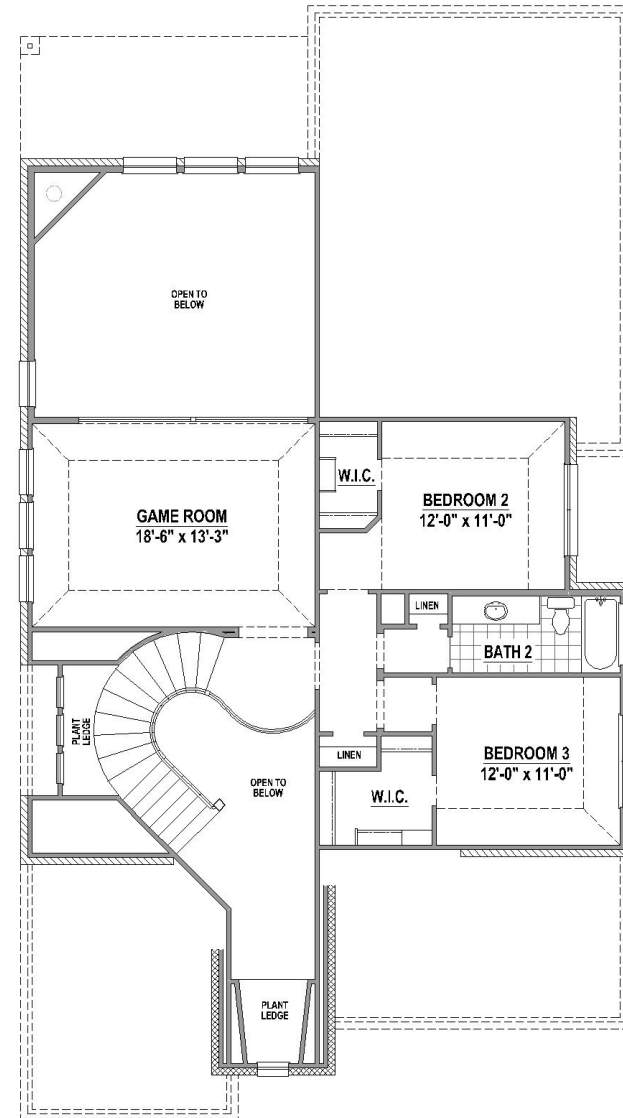 OPEN TO
BELOW
GAME ROOM
18'-6" x 13'-3"
W.I.C.
BEDROOM 2
12'-0" x 11'-0"
LINEN
BATH 2
PLANT
LEDGE
OPEN TO
BELOW
LINEN
BEDROOM 3
12'-0" x 11'-0"
W.I.C.
PLANT
LEDGE